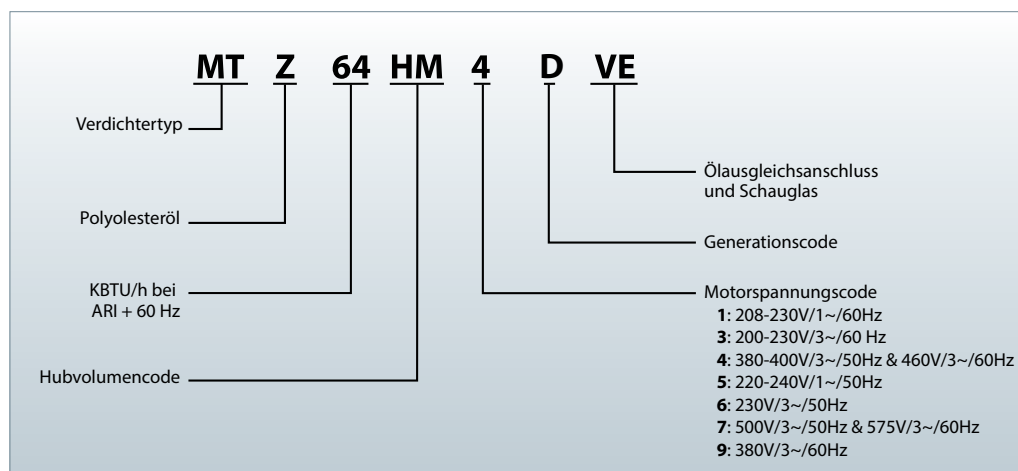 MT Z 64 HM 4 D VE
Verdichtertyp
Polyolesteröl
KBTU/h bei
ARI + 60 Hz
Hubvolumencode
Ölausgleichsanschluss
und Schauglas
Generationscode
Motorspannungscode
1: 208-230V/1~/60Hz
3: 200-230V/3~/60 Hz
4: 380-400V/3~/50Hz & 460V/3~/60Hz
5: 220-240V/1~/50Hz
6: 230V/3~/50Hz
7: 500V/3~/50Hz & 575V/3~/60Hz
9: 380V/3~/60Hz